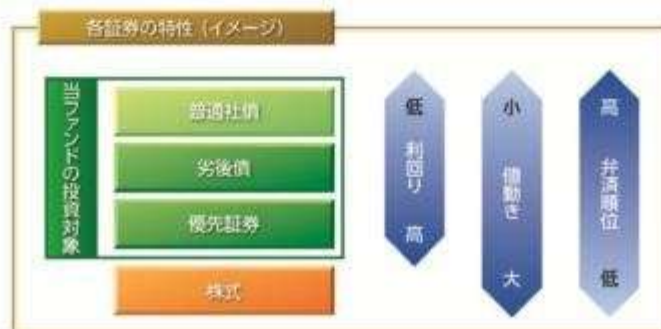 各証券の特性（イメージ）
当ファンドの投資対象
普通社債
劣後債
優先証券
株式
低 利回り 高
小 値動き 大
高 弁済順位 低